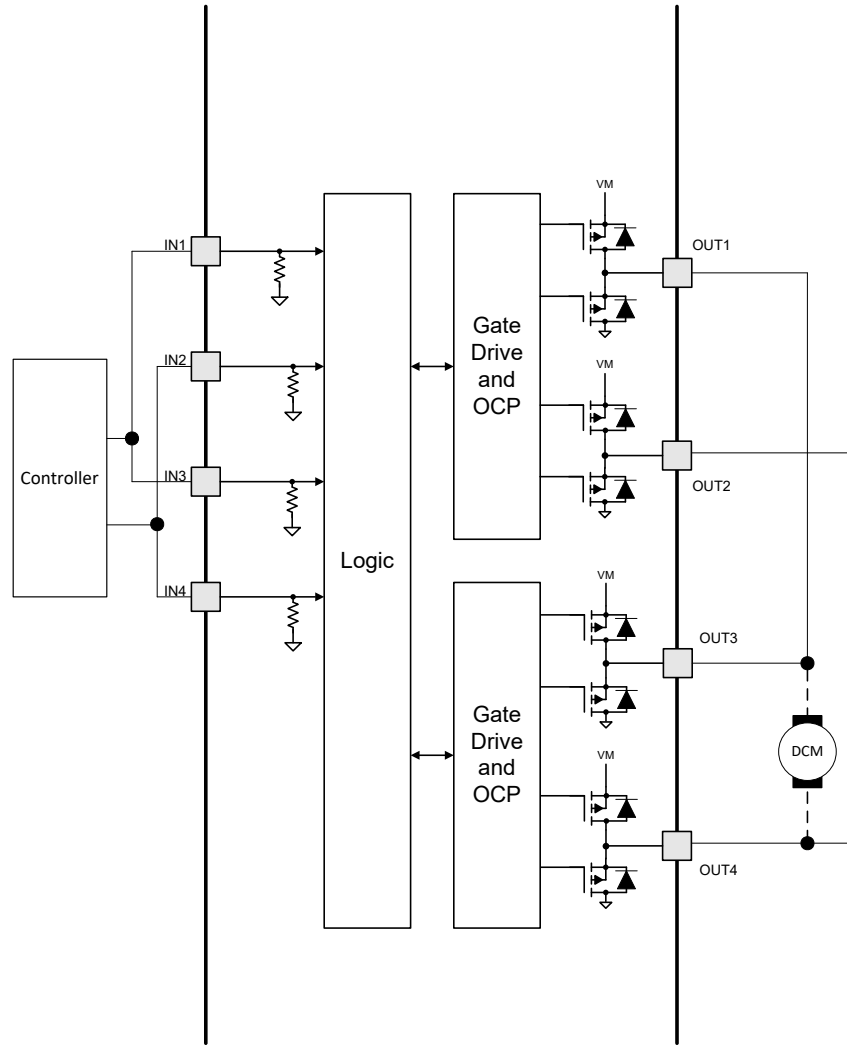 VM
IN1
OUT1
Gate
Drive
and
OCP
IN2
VM
Controller
IN3
OUT2
Logic
IN4
VM
OUT3
Gate
Drive
and
OCP
DCM
VM
OUT4